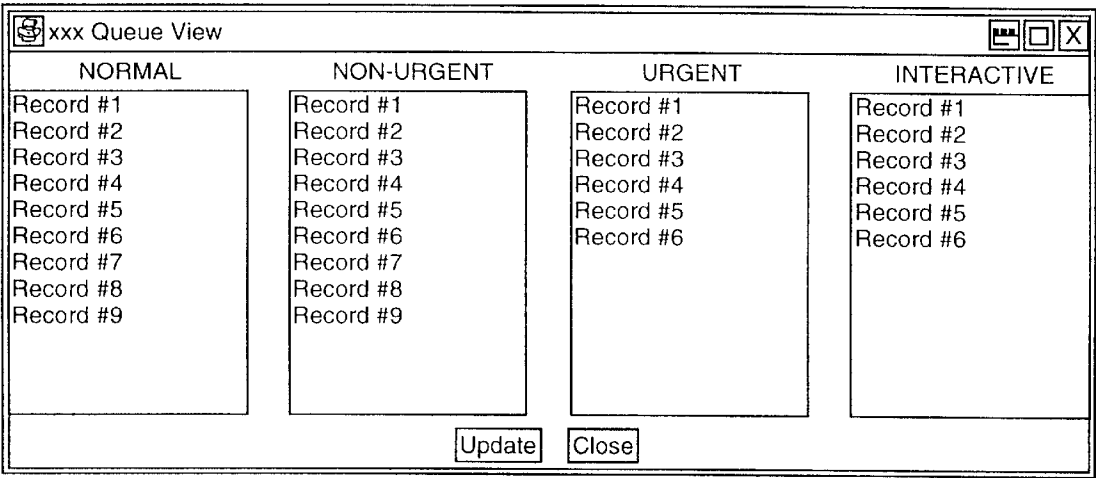 xxx Queue View
X
NORMAL
Record #1
Record #2
Record #3
Record #4
Record #5
Record #6
Record #7
Record #8
Record #9
NON-URGENT
Record #1
Record #2
Record #3
Record #4
Record #5
Record #6
Record #7
Record #8
Record #9
URGENT
Record #1
Record #2
Record #3
Record #4
Record #5
Record #6
INTERACTIVE
Record #1
Record #2
Record #3
Record #4
Record #5
Record #6
Update
Close